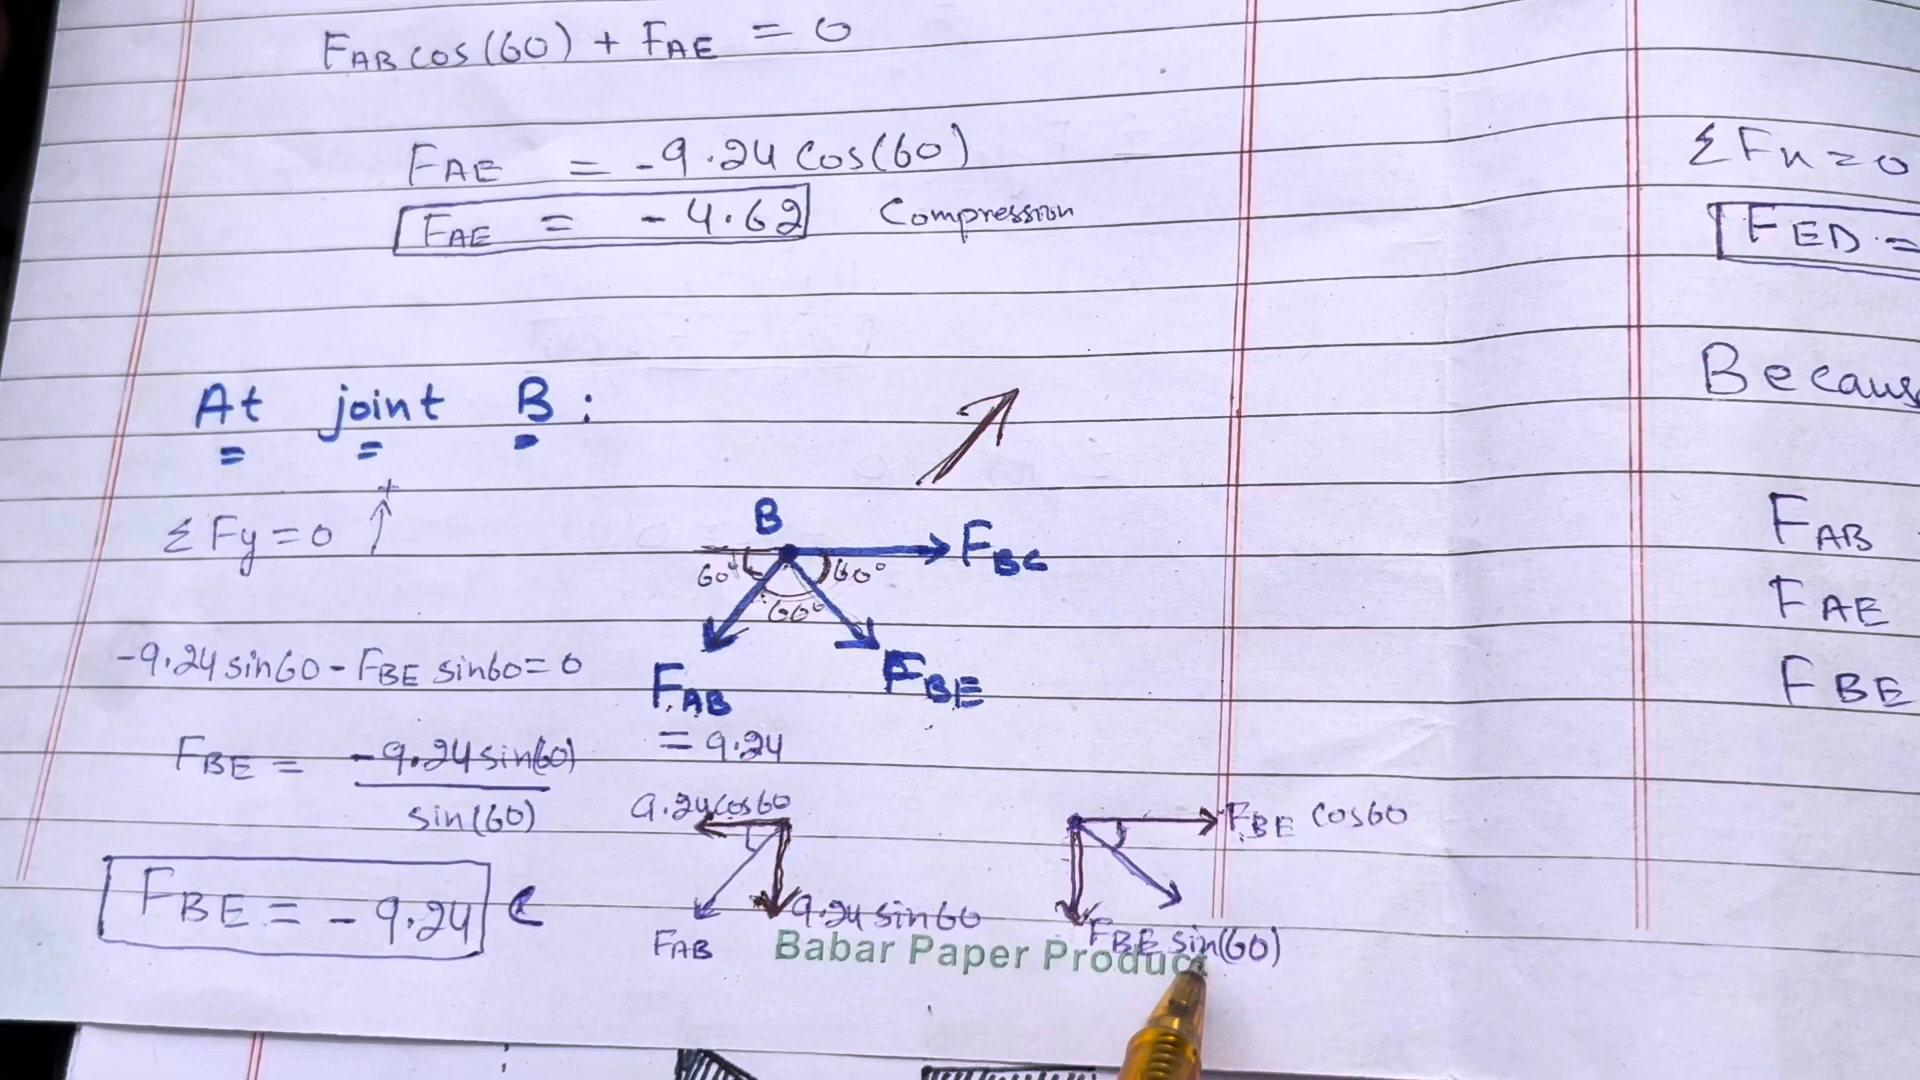 FAB COS(60) + FAE = 0
FAE = -9.24 Cos(60)
FAE = -4.62 Compression
At joint B:
ΣFy=0 ↑+
B
FBC
60°
60°
60°
FAB
= 9.24
FBE
-9.24 sin60 - FBE sin60 = 0
FBE = -9.24 sin(60)
sin(60)
FBE = -9.24 C
9.24 cos60
9.24 sin60
FAB
FBE cos60
FBE sin(60)
Babar Paper Product
ΣFx=0
FED =
Because
FAB
FAE
FBE